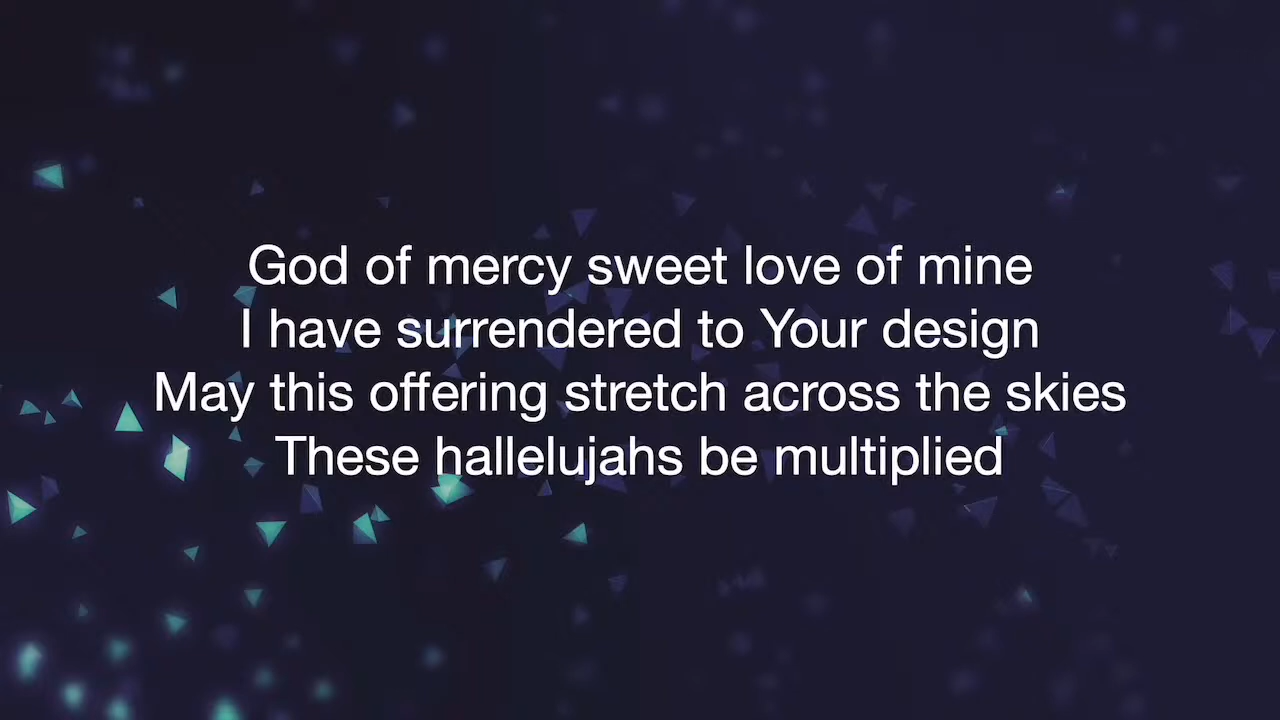 God of mercy sweet love of mine
I have surrendered to Your design
May this offering stretch across the skies
These hallelujahs be multiplied